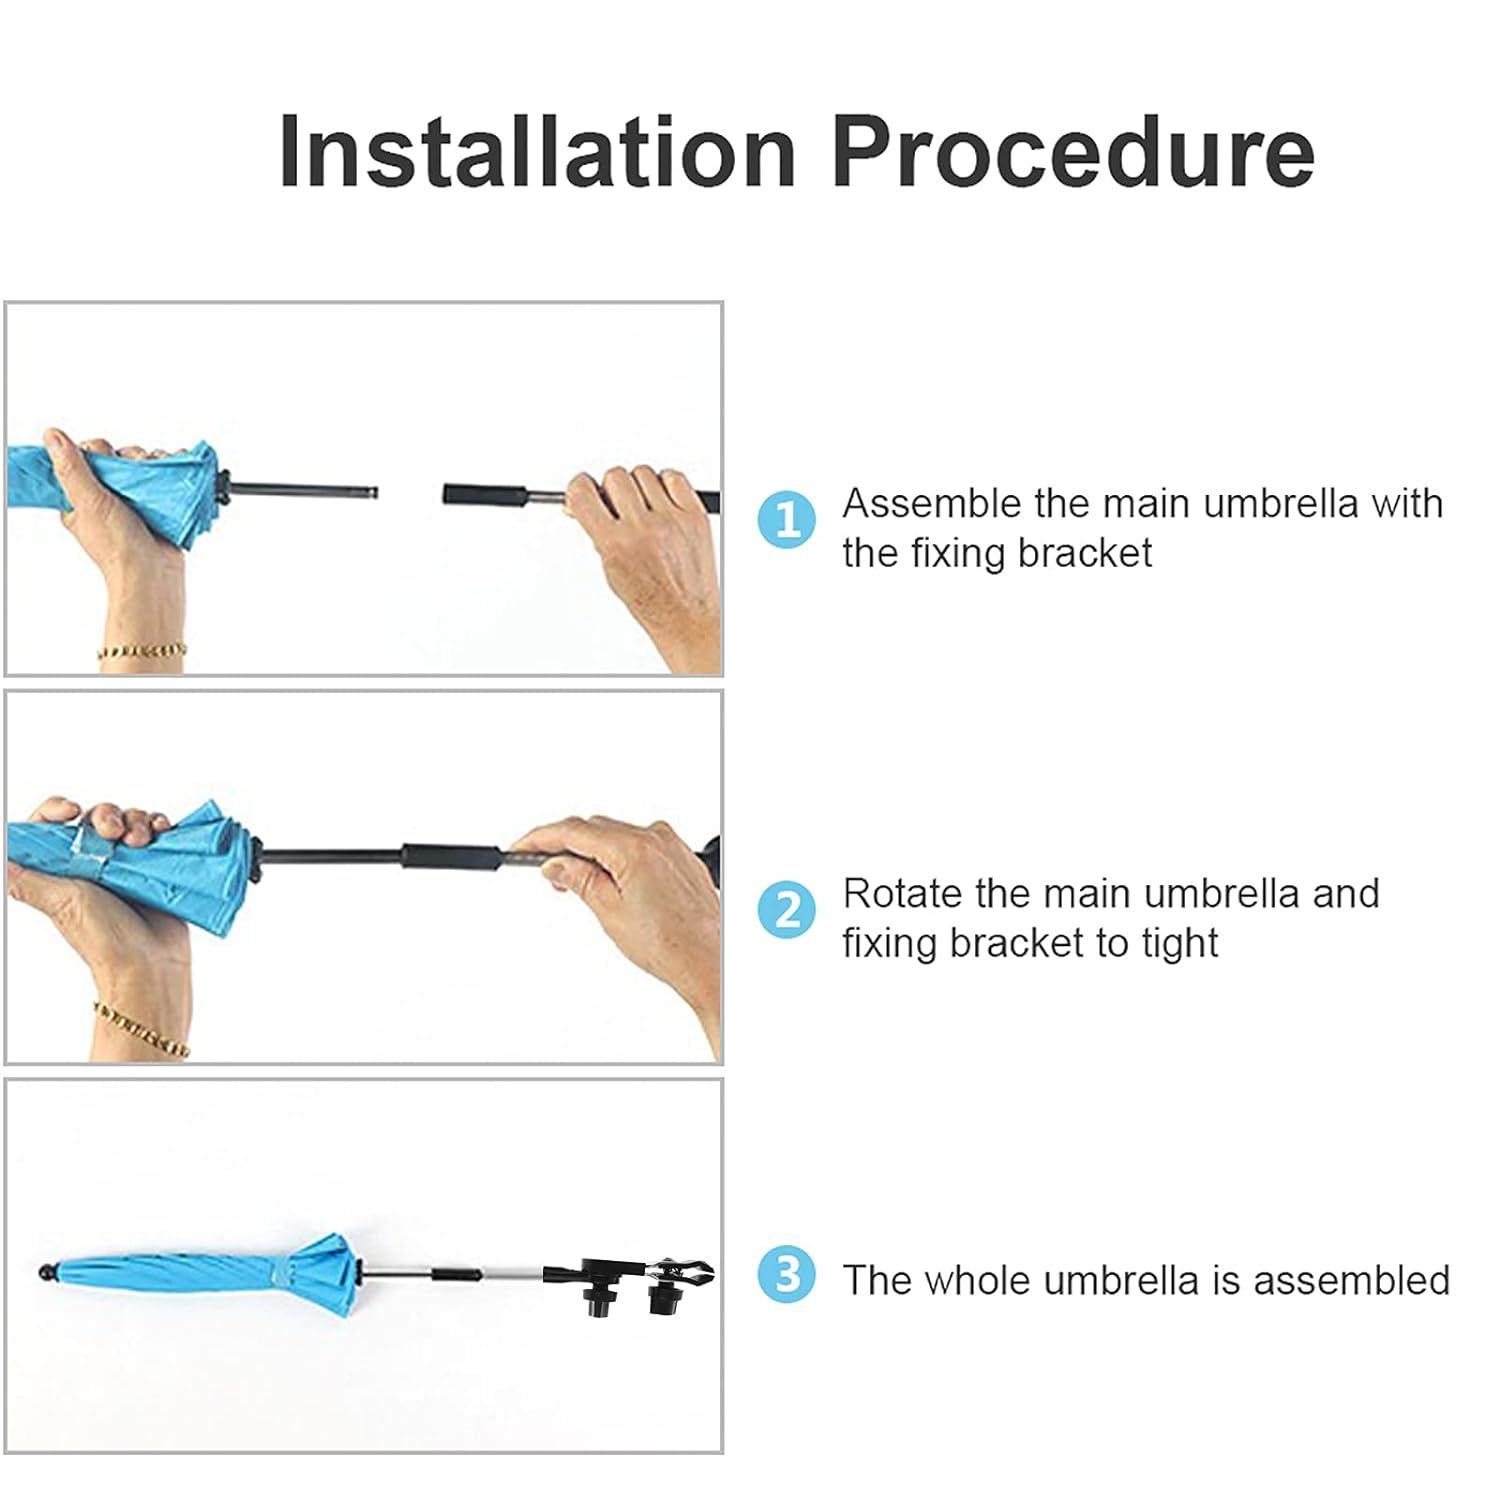 Installation Procedure
1
Assemble the main umbrella with
the fixing bracket
2
Rotate the main umbrella and
fixing bracket to tight
3
The whole umbrella is assembled